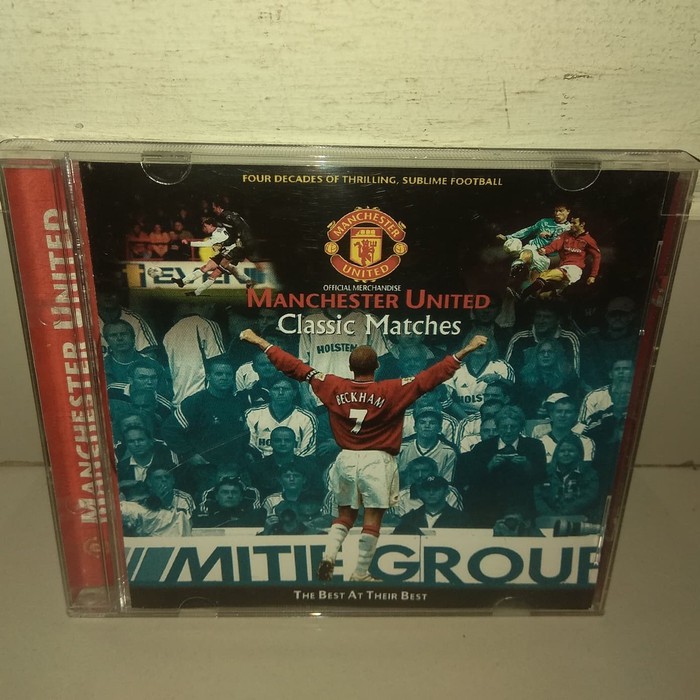 FOUR DECADES OF THRILLING, SUBLIME FOOTBALL
MANCHESTER
UNITED
OFFICIAL MERCHANDISE
MANCHESTER UNITED
Classic Matches
HOLSTEN
BECKHAM
7
MITIE GROUP
THE BEST AT THEIR BEST
MANCHESTER UNITED